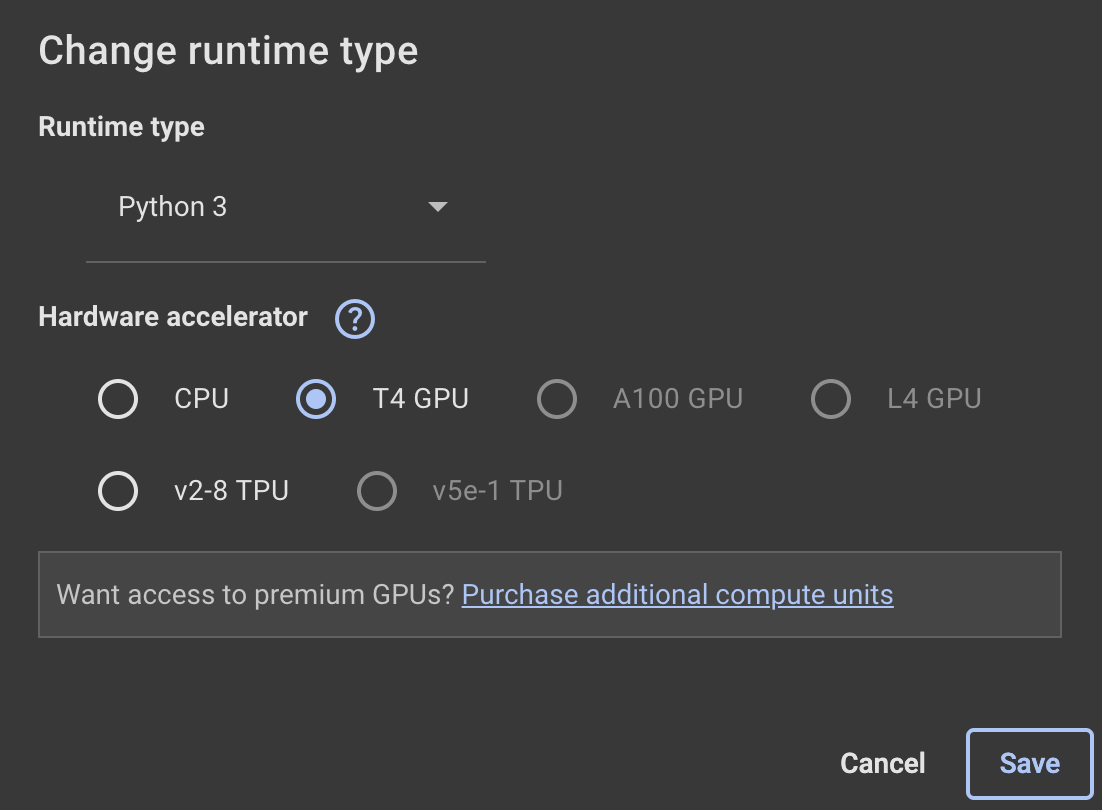 Change runtime type
Runtime type
Python 3
Hardware accelerator ?
CPU T4 GPU A100 GPU L4 GPU
v2-8 TPU v5e-1 TPU
Want access to premium GPUs? Purchase additional compute units
Cancel Save